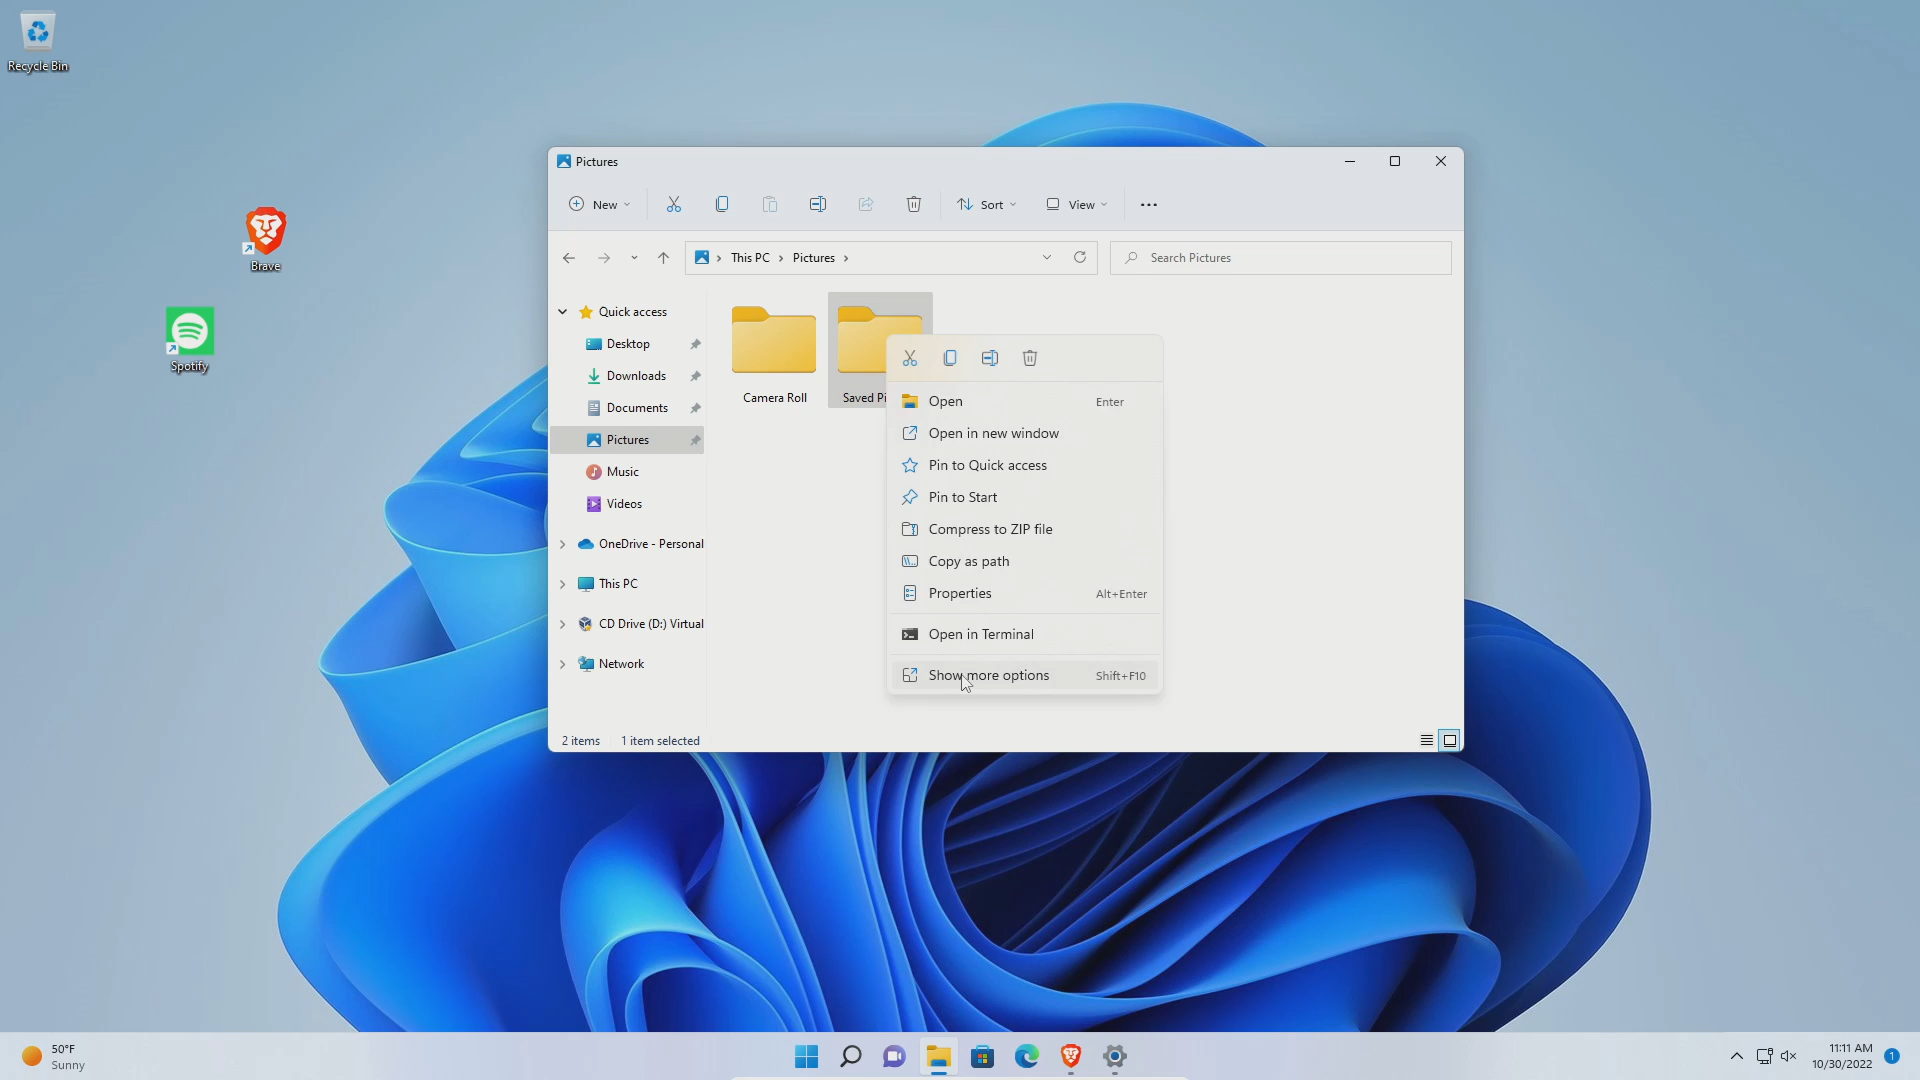 Recycle Bin
Brave
Spotify
Pictures
New
Sort
View
This PC
Pictures
Search Pictures
Quick access
Desktop
Downloads
Documents
Pictures
Music
Videos
OneDrive - Personal
This PC
CD Drive (D:) Virtual
Network
Camera Roll
Saved Pi
Open Enter
Open in new window
Pin to Quick access
Pin to Start
Compress to ZIP file
Copy as path
Properties Alt+Enter
Open in Terminal
Show more options Shift+F10
2 items 1 item selected
50°F
Sunny
11:11 AM
10/30/2022
1